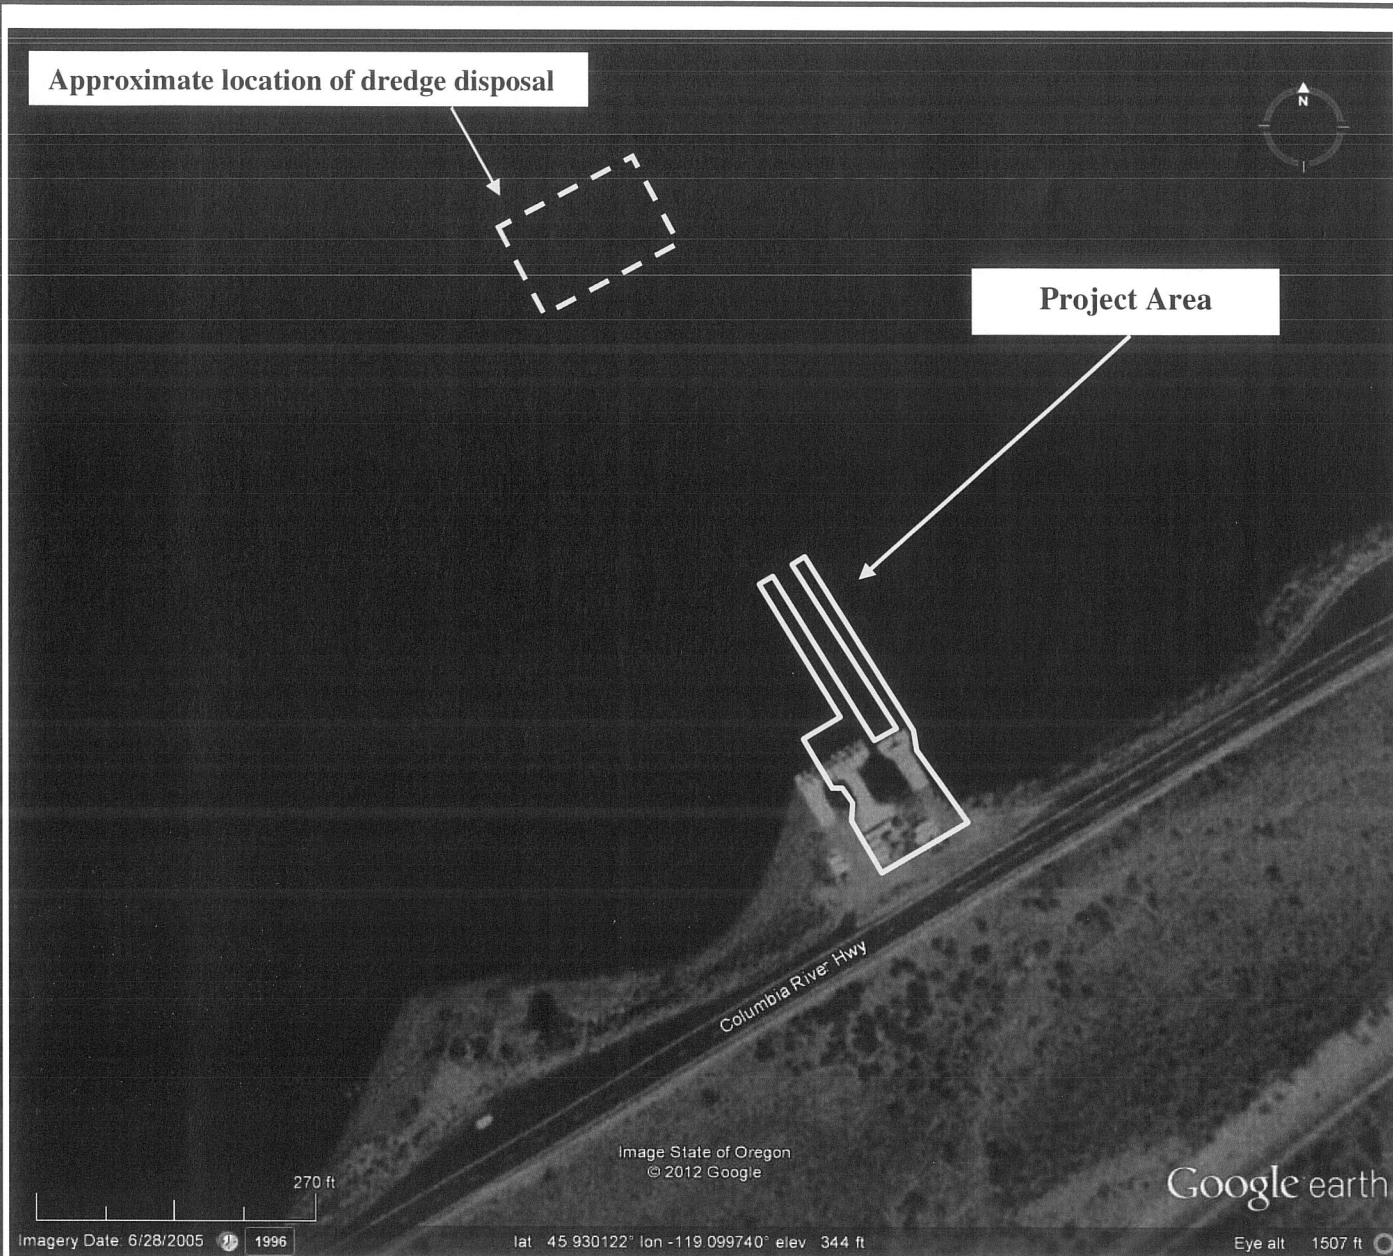 Approximate location of dredge disposal
N
Project Area
Columbia River Hwy
Image State of Oregon
© 2012 Google
270 ft
Google earth
Imagery Date: 6/28/2005 1996 lat 45.930122° lon -119.099740° elev 344 ft Eye alt 1507 ft